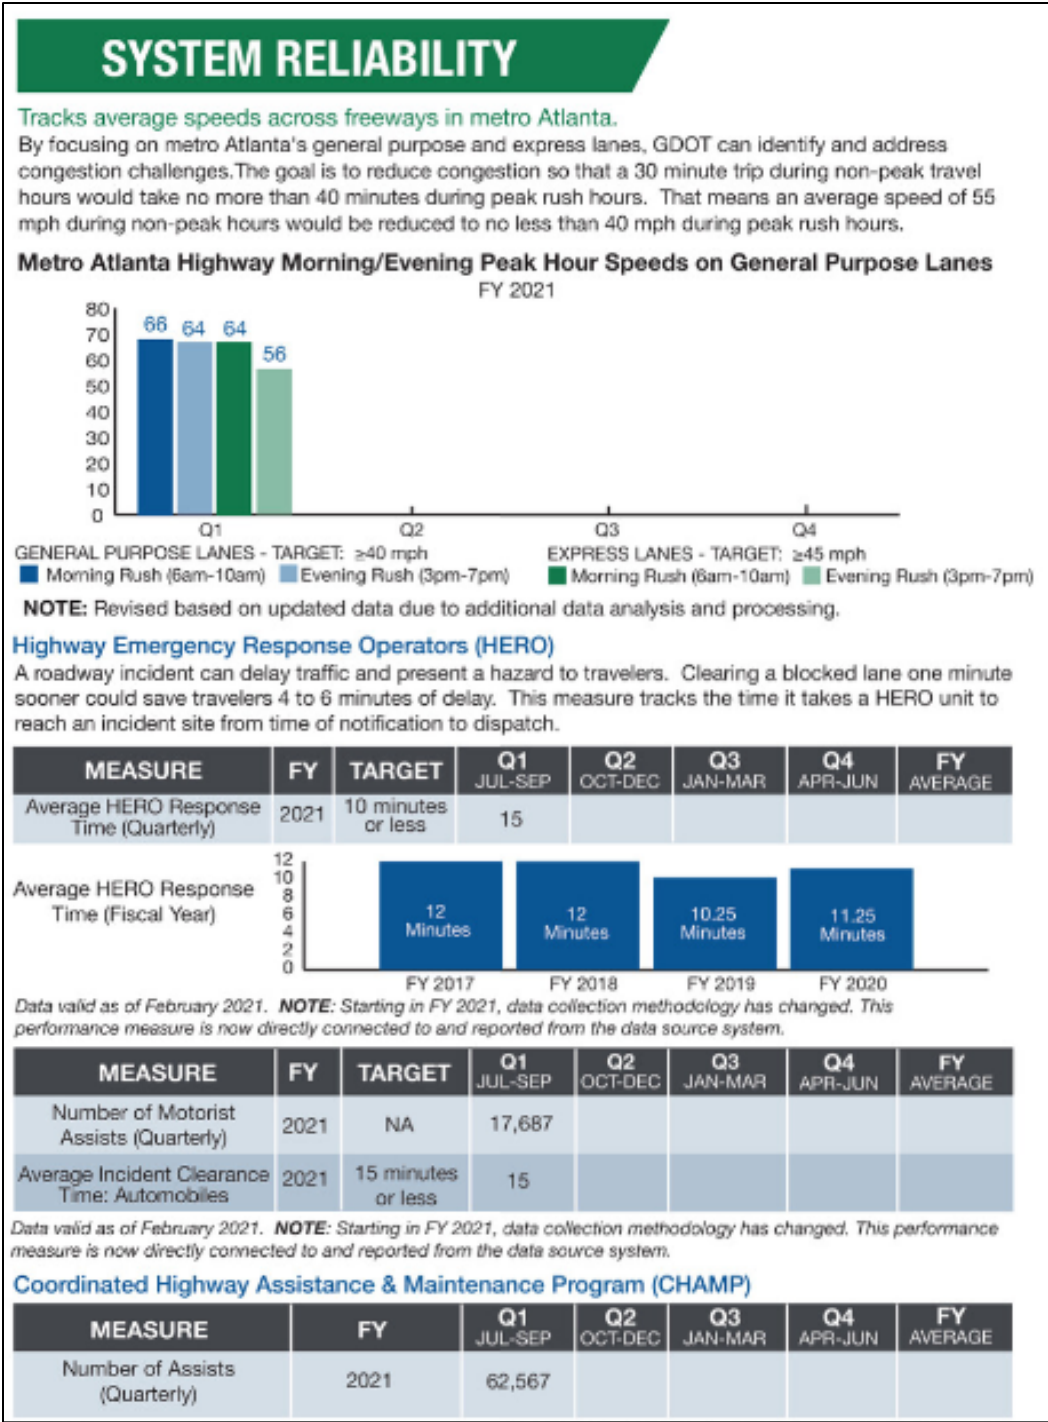 SYSTEM RELIABILITY
Tracks average speeds across freeways in metro Atlanta.
By focusing on metro Atlanta's general purpose and express lanes, GDOT can identify and address
congestion challenges.The goal is to reduce congestion so that a 30 minute trip during non-peak travel
hours would take no more than 40 minutes during peak rush hours. That means an average speed of 55
mph during non-peak hours would be reduced to no less than 40 mph during peak rush hours.
Metro Atlanta Highway Morning/Evening Peak Hour Speeds on General Purpose Lanes
FY 2021
80
70
60
50
40
30
20
10
0
66 64 64 56
Q1 Q2 Q3 Q4
GENERAL PURPOSE LANES - TARGET: ≥40 mph EXPRESS LANES - TARGET: ≥45 mph
Morning Rush (6am-10am) Evening Rush (3pm-7pm) Morning Rush (6am-10am) Evening Rush (3pm-7pm)
NOTE: Revised based on updated data due to additional data analysis and processing.
Highway Emergency Response Operators (HERO)
A roadway incident can delay traffic and present a hazard to travelers. Clearing a blocked lane one minute
sooner could save travelers 4 to 6 minutes of delay. This measure tracks the time it takes a HERO unit to
reach an incident site from time of notification to dispatch.
MEASURE FY TARGET Q1 JUL-SEP Q2 OCT-DEC Q3 JAN-MAR Q4 APR-JUN FY AVERAGE
Average HERO Response Time (Quarterly) 2021 10 minutes or less 15
Average HERO Response
Time (Fiscal Year)
12
10
8
6
4
2
0
12 Minutes 12 Minutes 10.25 Minutes 11.25 Minutes
FY 2017 FY 2018 FY 2019 FY 2020
Data valid as of February 2021. NOTE: Starting in FY 2021, data collection methodology has changed. This
performance measure is now directly connected to and reported from the data source system.
MEASURE FY TARGET Q1 JUL-SEP Q2 OCT-DEC Q3 JAN-MAR Q4 APR-JUN FY AVERAGE
Number of Motorist Assists (Quarterly) 2021 NA 17,687
Average Incident Clearance Time: Automobiles 2021 15 minutes or less 15
Data valid as of February 2021. NOTE: Starting in FY 2021, data collection methodology has changed. This performance
measure is now directly connected to and reported from the data source system.
Coordinated Highway Assistance & Maintenance Program (CHAMP)
MEASURE FY Q1 JUL-SEP Q2 OCT-DEC Q3 JAN-MAR Q4 APR-JUN FY AVERAGE
Number of Assists (Quarterly) 2021 62,567